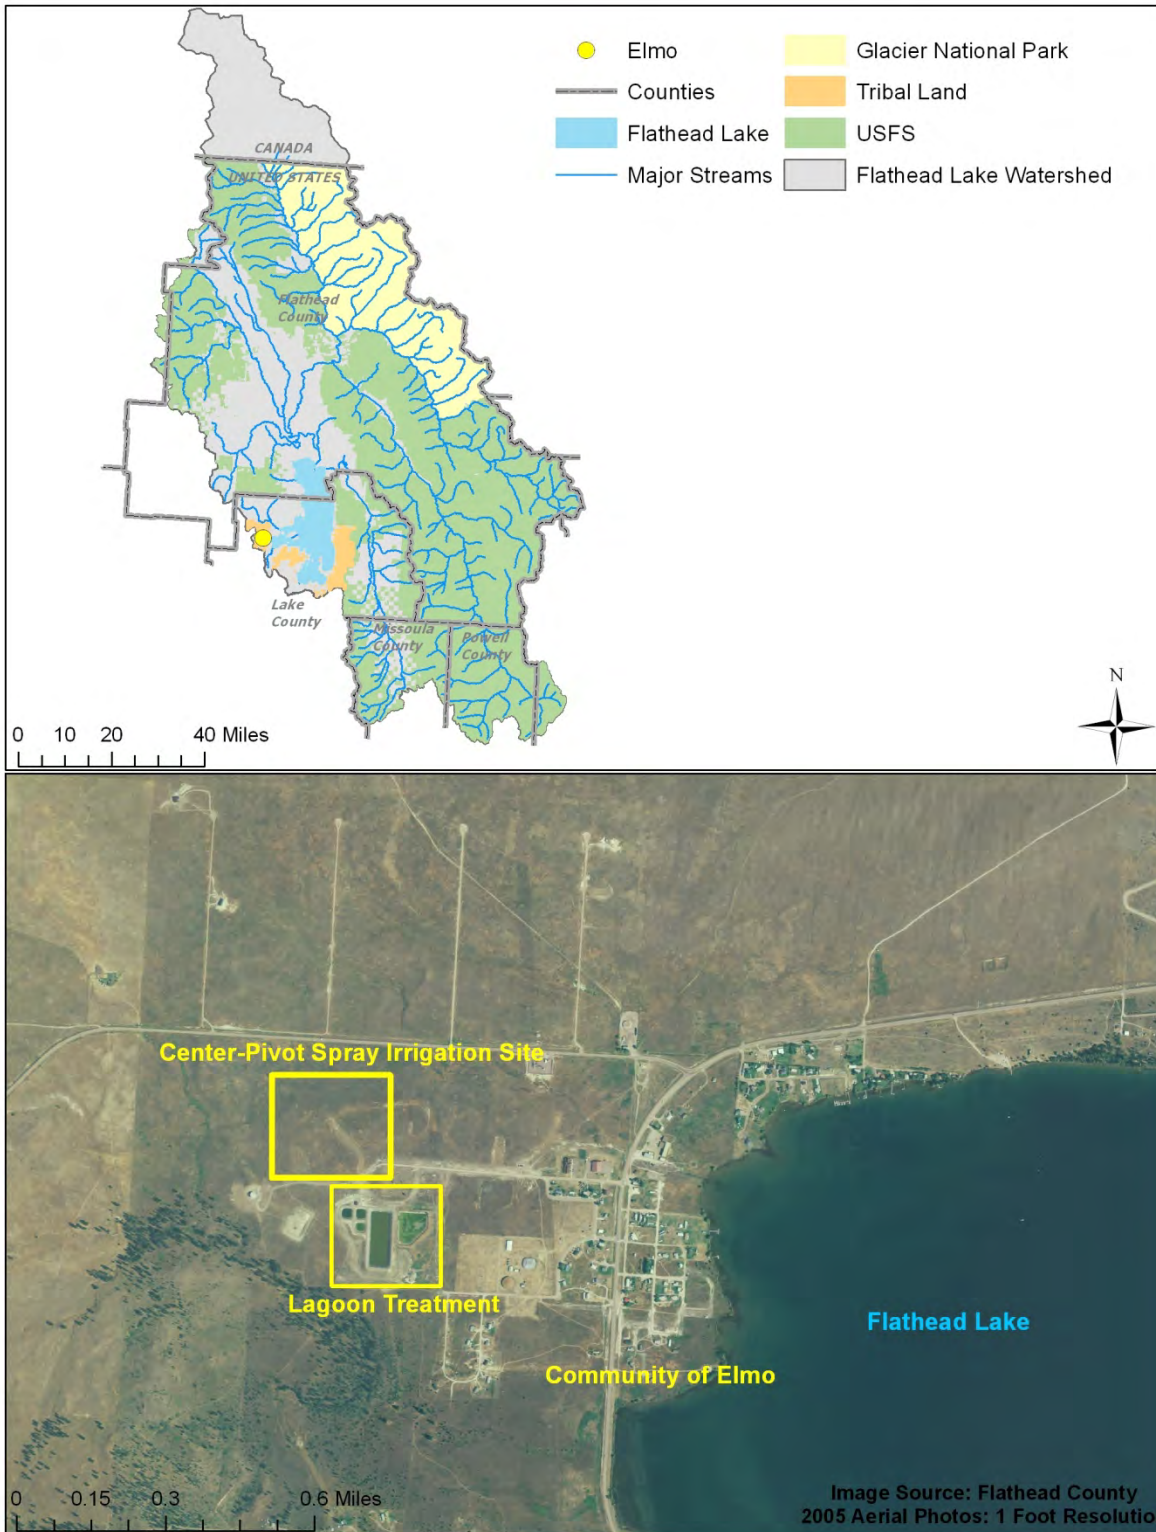 Elmo
Counties
Flathead Lake
Major Streams
Glacier National Park
Tribal Land
USFS
Flathead Lake Watershed
CANADA
UNITED STATES
Flathead
County
Lake
County
Missoula
County
Powell
County
N
0 10 20 40 Miles
Center-Pivot Spray Irrigation Site
Lagoon Treatment
Community of Elmo
Flathead Lake
0 0.15 0.3 0.6 Miles
Image Source: Flathead County
2005 Aerial Photos: 1 Foot Resolutio